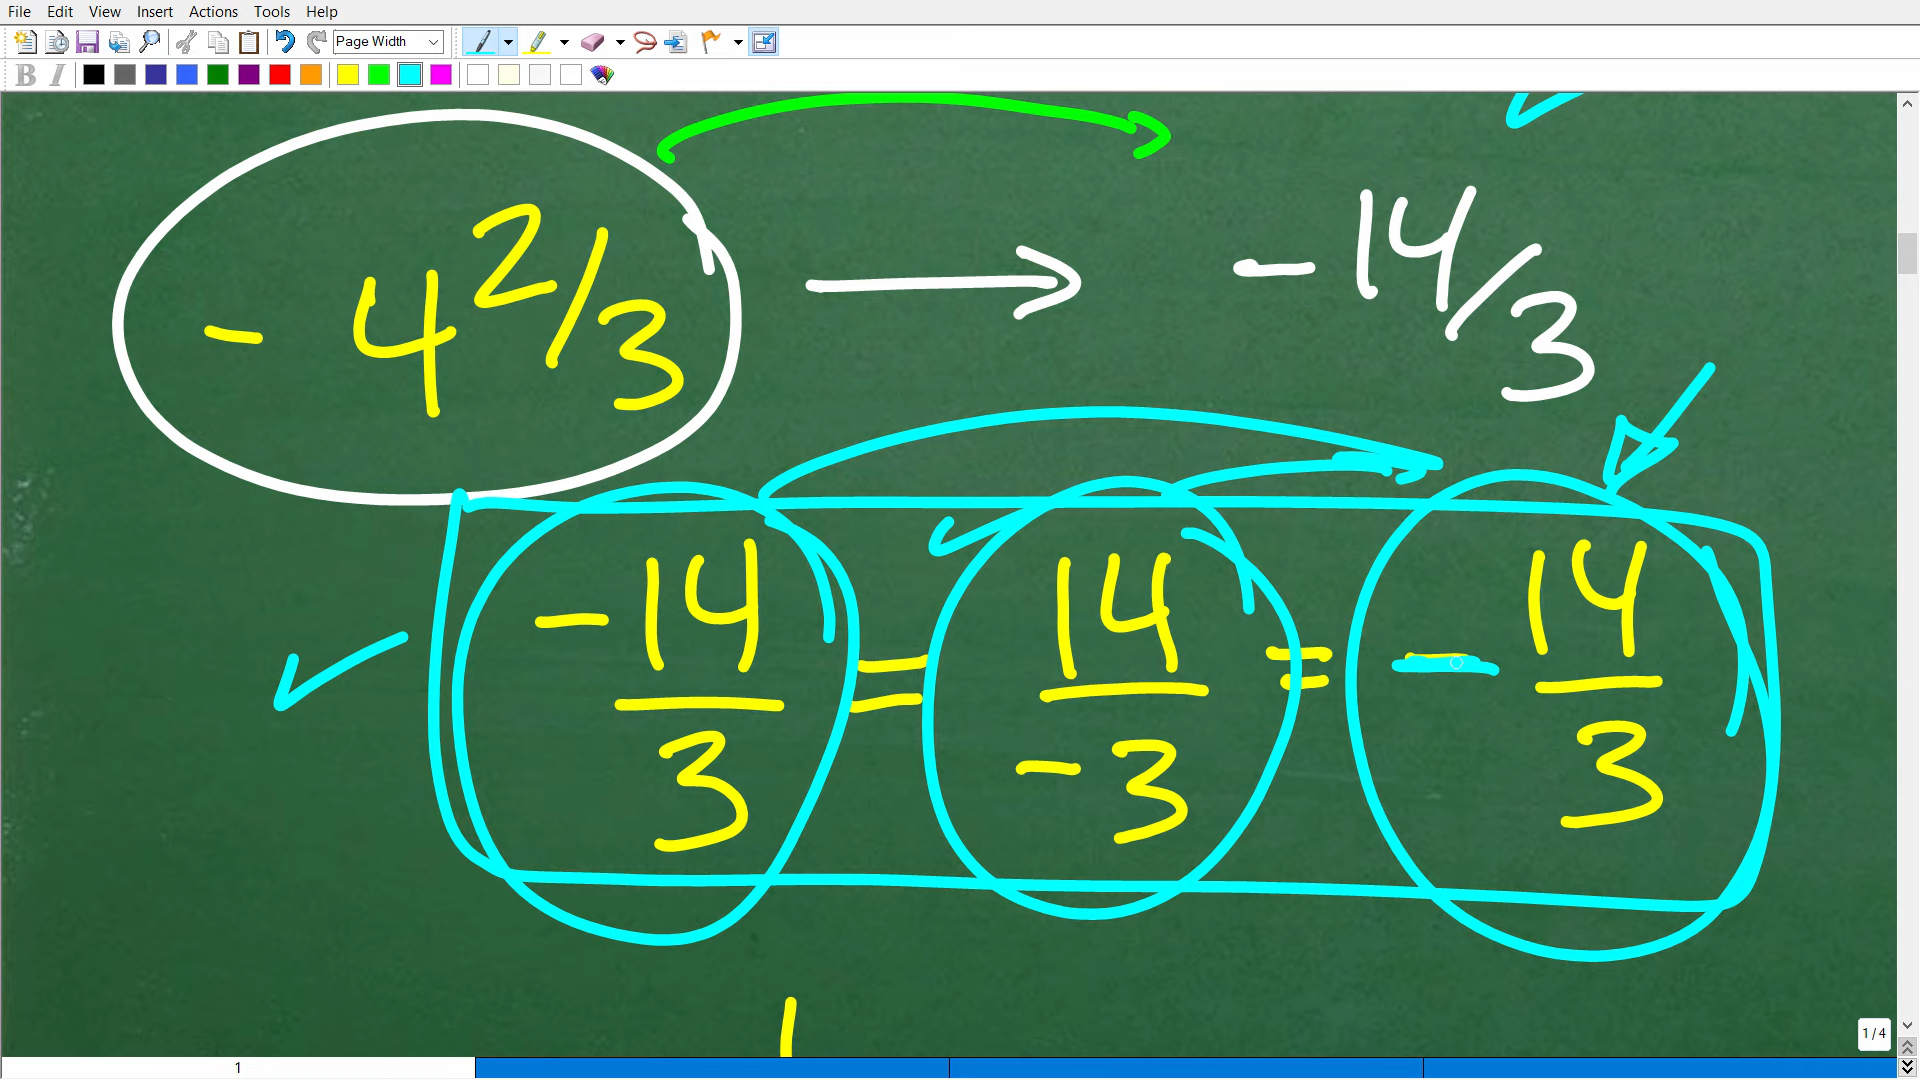 File Edit View Insert Actions Tools Help
Page Width
B I
- 4 2/3 → - 14/3
-14/3 = 14/-3 = - 14/3
1 / 4
1